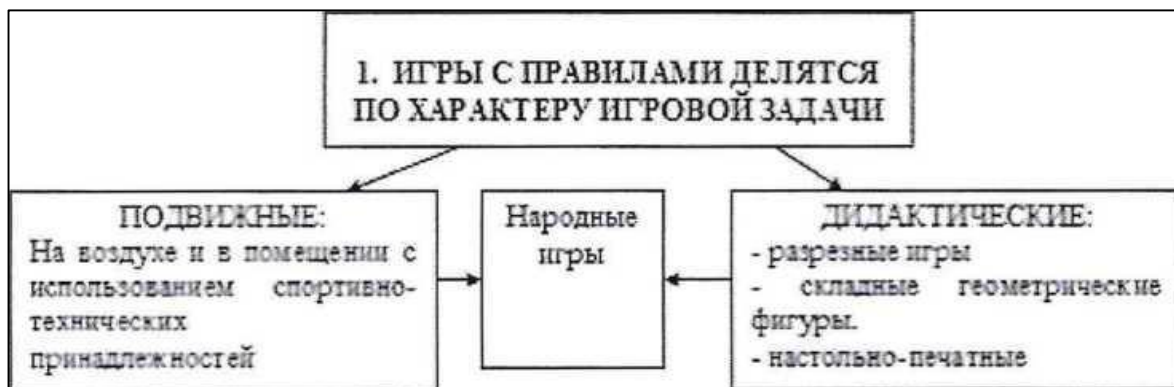 1. ИГРЫ С ПРАВИЛАМИ ДЕЛЯТСЯ
ПО ХАРАКТЕРУ ИГРОВОЙ ЗАДАЧИ
ПОДВИЖНЫЕ:
На воздухе и в помещении с
использованием спортивно-
технических
принадлежностей
Народные
игры
ДИДАКТИЧЕСКИЕ:
- разрезные игры
- складные геометрические
фигуры.
- настольно-печатные